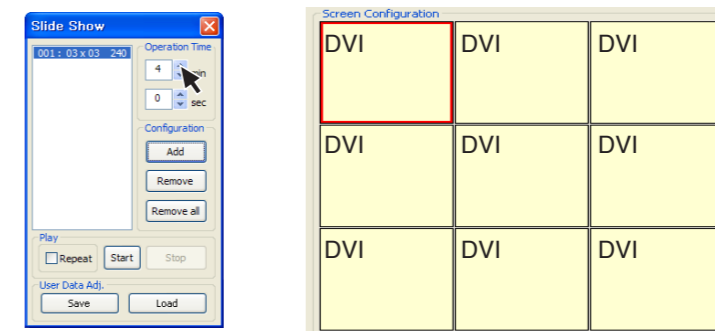 Slide Show
X
001 : 03 x 03 240
Operation Time
4 min
0 sec
Configuration
Add
Remove
Remove all
Play
Repeat Start Stop
User Data Adj.
Save Load
Screen Configuration
DVI DVI DVI
DVI DVI DVI
DVI DVI DVI